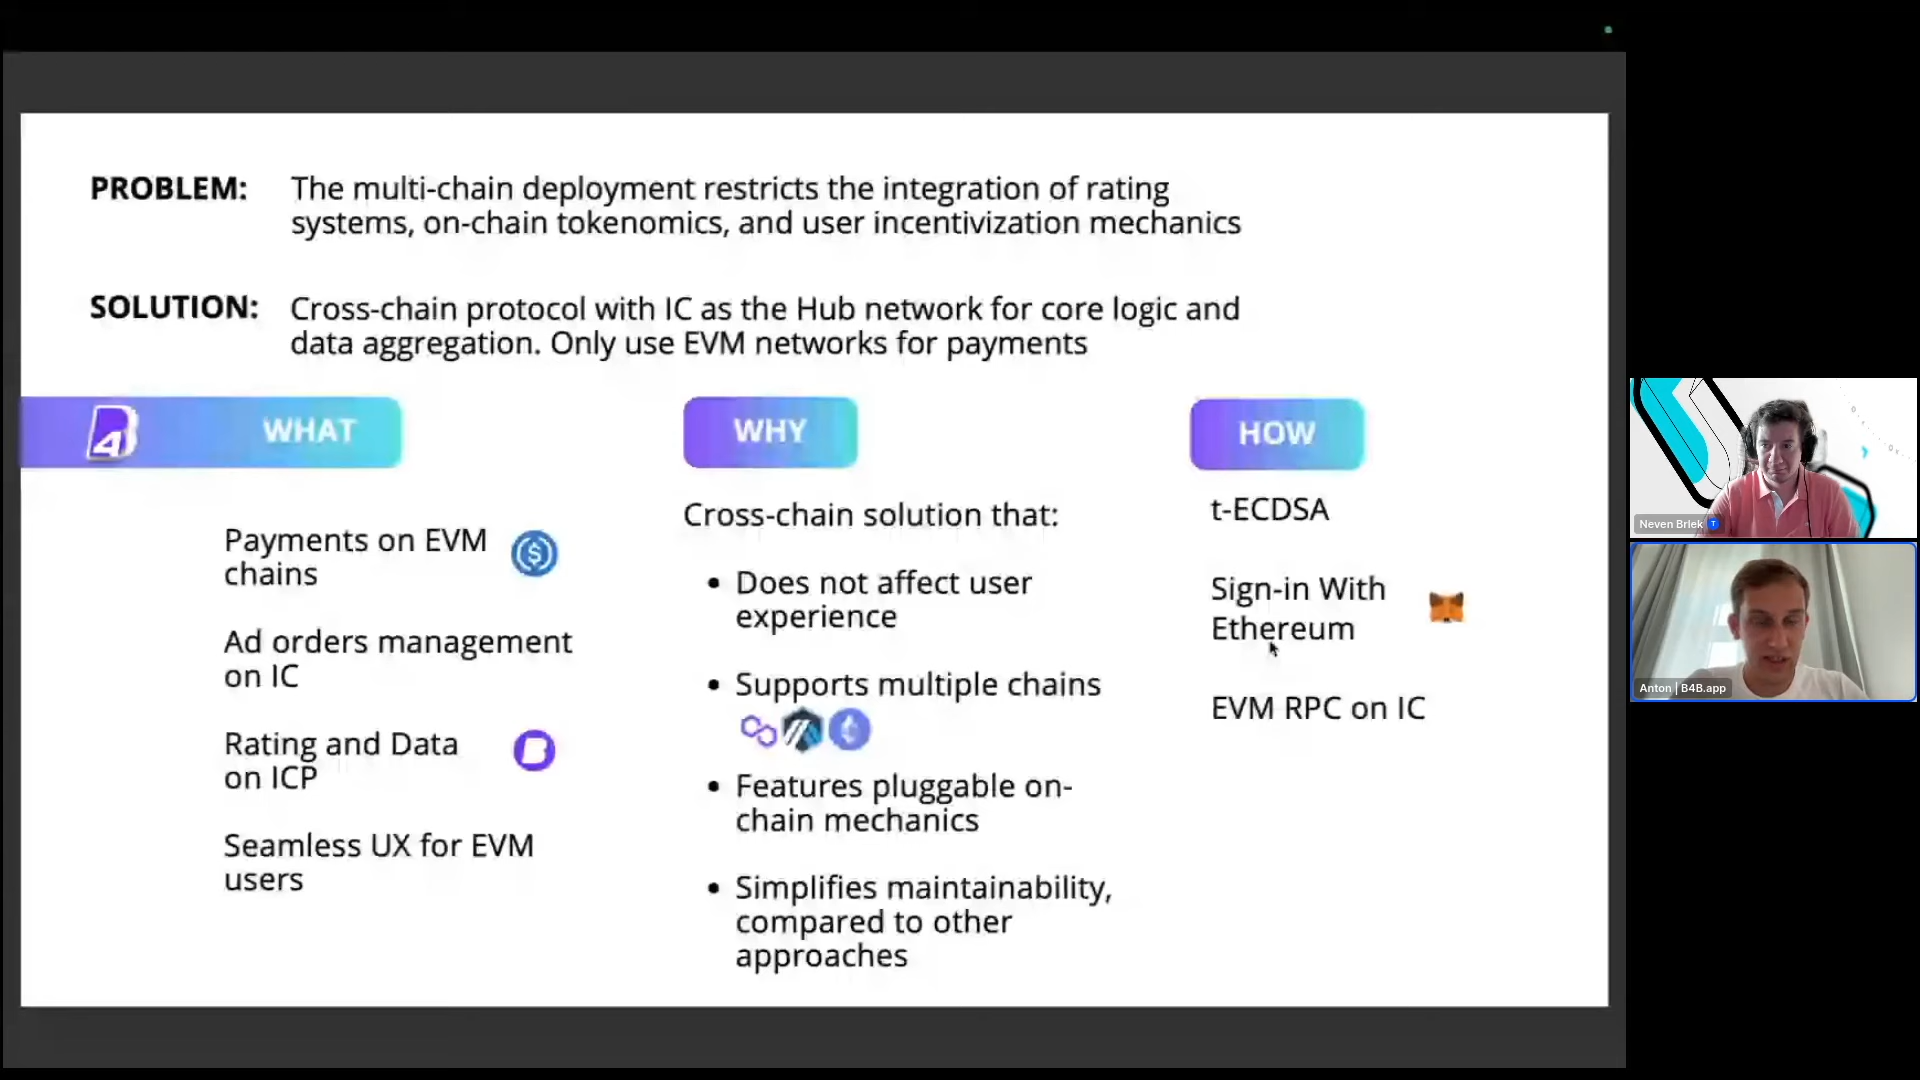 PROBLEM: The multi-chain deployment restricts the integration of rating
systems, on-chain tokenomics, and user incentivization mechanics
SOLUTION: Cross-chain protocol with IC as the Hub network for core logic and
data aggregation. Only use EVM networks for payments
B4 WHAT
Payments on EVM
chains
Ad orders management
on IC
Rating and Data
on ICP
Seamless UX for EVM
users
WHY
Cross-chain solution that:
• Does not affect user
experience
• Supports multiple chains
• Features pluggable on-
chain mechanics
• Simplifies maintainability,
compared to other
approaches
HOW
t-ECDSA
Sign-in With
Ethereum
EVM RPC on IC
Neven Brlek
Anton | B4B.app